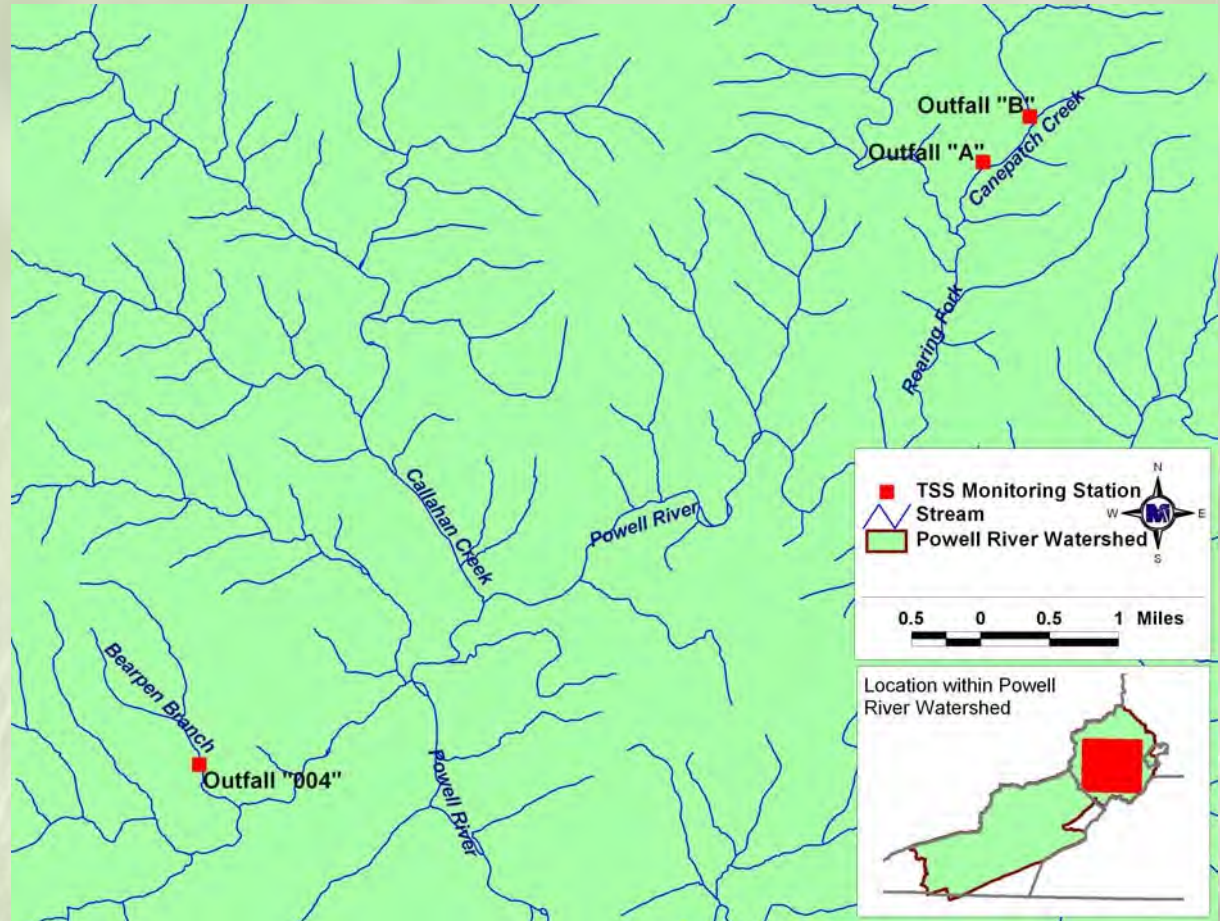 Outfall "B"
Canepatch Creek
Outfall "A"
Roaring Fork
Callahan Creek
Powell River
Bearpen Branch
Outfall "004"
Powell River
TSS Monitoring Station
Stream
Powell River Watershed
N
W
M
E
S
0.5 0 0.5 1 Miles
Location within Powell
River Watershed